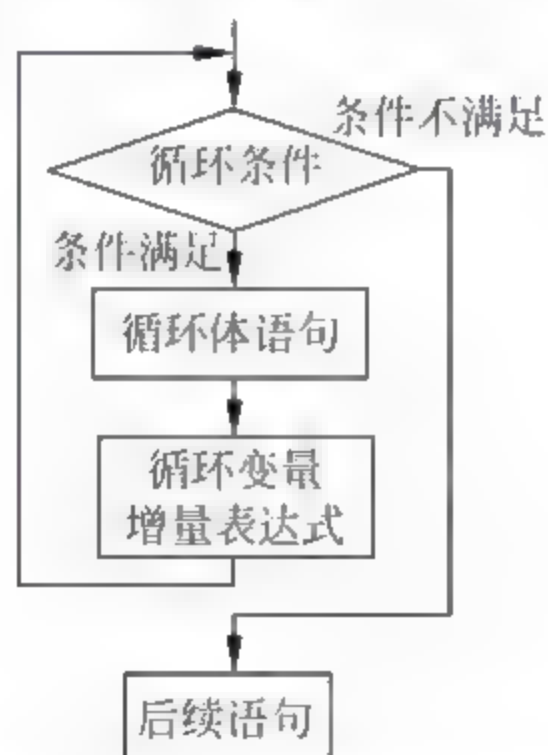 条件不满足
循环条件
条件满足
循环体语句
循环变量
增量表达式
后续语句